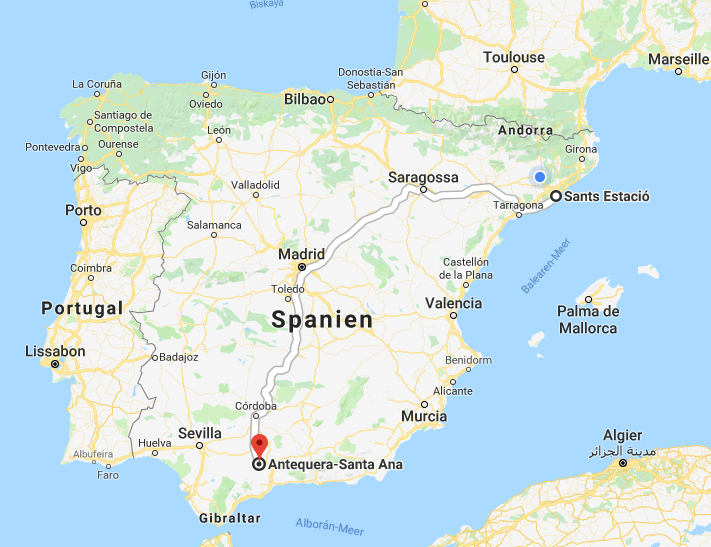 Biskaya
Toulouse
Marseille
La Coruña
Gijón
Donostia-San
Sebastián
Oviedo
Bilbao
Santiago de
Compostela
León
Andorra
Pontevedra
Ourense
Girona
Vigo
Saragossa
Valladolid
Sants Estació
Tarragona
Porto
Salamanca
Madrid
Castellón
de la Plana
Balearen-Meer
Coimbra
Toledo
Portugal
Spanien
Valencia
Palma de
Mallorca
Lissabon
Badajoz
Benidorm
Alicante
Córdoba
Murcia
Sevilla
Huelva
Algier
مدينة الجزائر
Albufeira
Antequera-Santa Ana
Faro
Gibraltar
Alborán-Meer